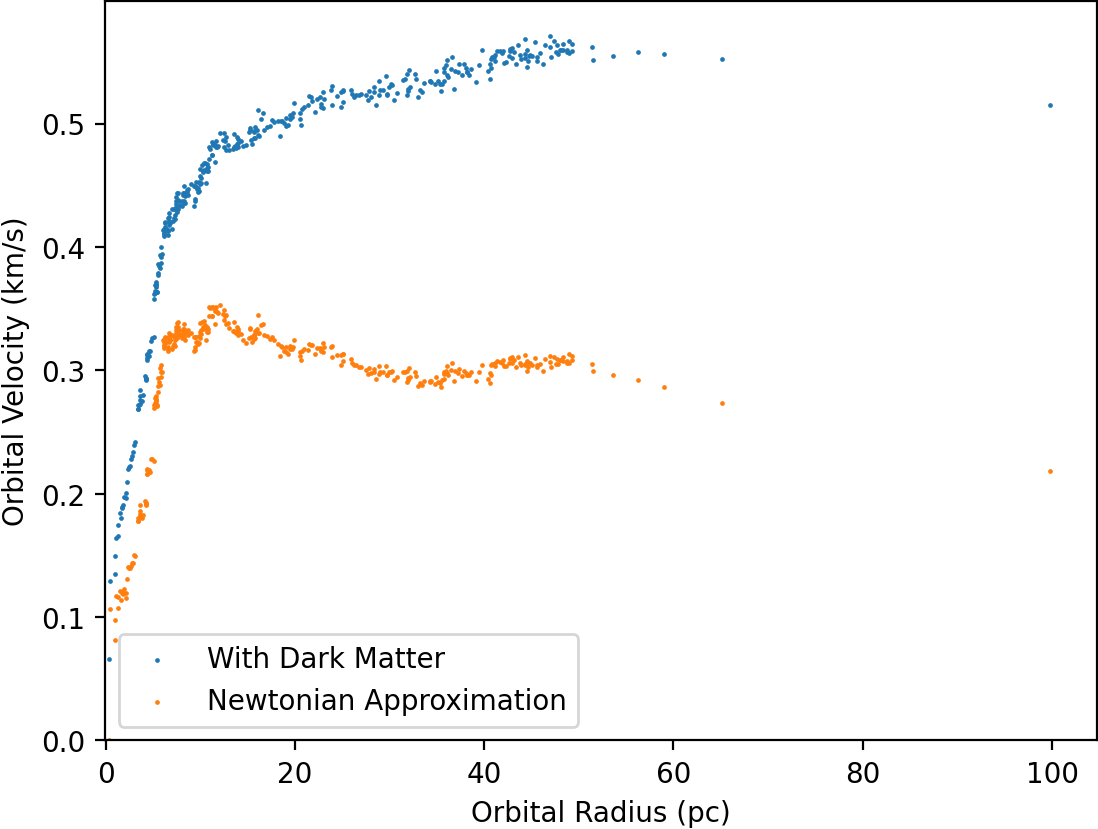 0.5
0.4
0.3
0.2
0.1
0.0
Orbital Velocity (km/s)
With Dark Matter
Newtonian Approximation
0 20 40 60 80 100
Orbital Radius (pc)